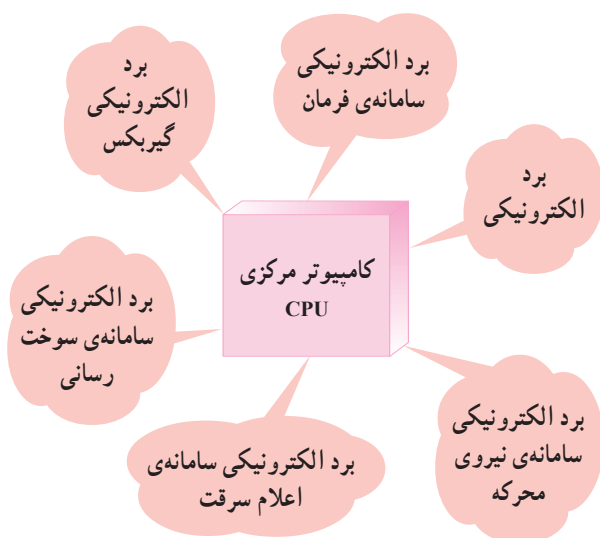 برد الکترونیکی
سامانه‌ی فرمان
برد
الکترونیکی
گیربکس
برد
الکترونیکی
کامپیوتر مرکزی
CPU
برد الکترونیکی
سامانه‌ی سوخت
رسانی
برد الکترونیکی
سامانه‌ی نیروی
محرکه
برد الکترونیکی سامانه‌ی
اعلام سرقت